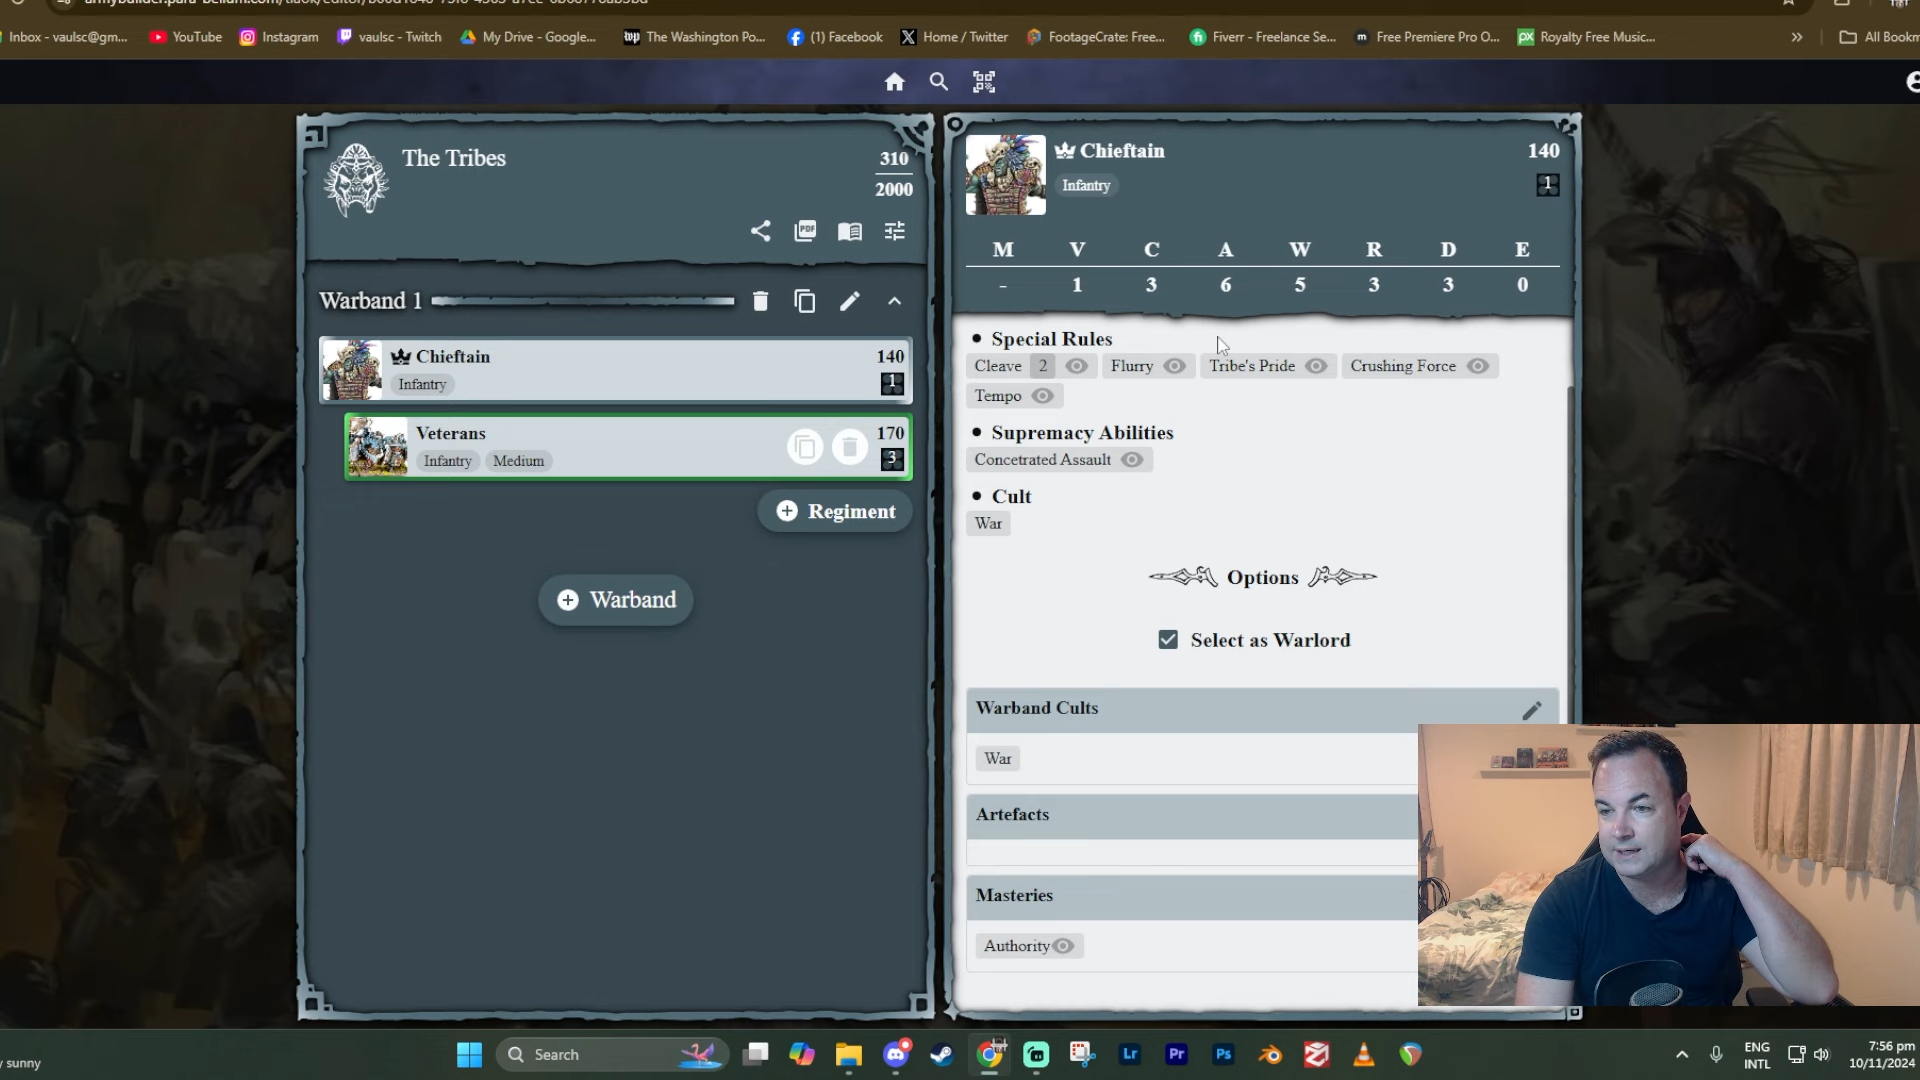 Inbox - vaulsc@gm...
YouTube
Instagram
vaulsc - Twitch
My Drive - Google...
The Washington Po...
(1) Facebook
Home / Twitter
FootageCrate: Free...
Fiverr - Freelance Se...
Free Premiere Pro O...
Royalty Free Music...
»
All Bookm
The Tribes
310
2000
Warband 1
Chieftain
140
Infantry
1
Veterans
170
Infantry
Medium
3
Regiment
Warband
Chieftain
140
Infantry
1
M V C A W R D E
- 1 3 6 5 3 3 0
• Special Rules
Cleave 2
Flurry
Tribe's Pride
Crushing Force
Tempo
• Supremacy Abilities
Concetrated Assault
• Cult
War
Options
Select as Warlord
Warband Cults
War
Artefacts
Masteries
Authority
y sunny
Search
Lr
Pr
Ps
ENG
INTL
7:56 pm
10/11/2024